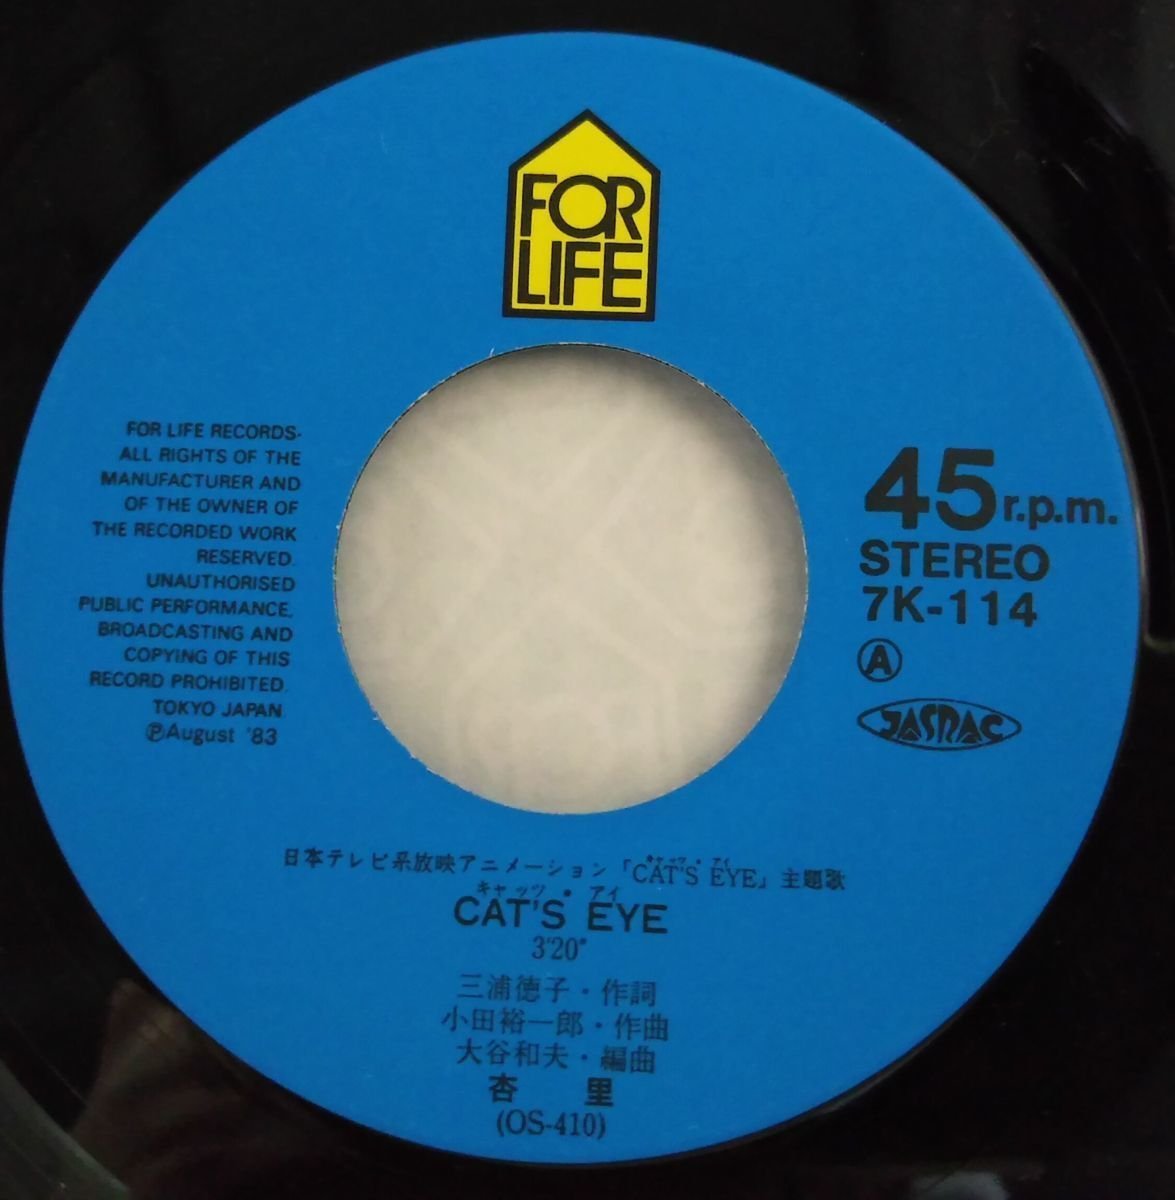 FOR
LIFE
FOR LIFE RECORDS-
ALL RIGHTS OF THE
MANUFACTURER AND
OF THE OWNER OF
THE RECORDED WORK
RESERVED.
UNAUTHORISED
PUBLIC PERFORMANCE,
BROADCASTING AND
COPYING OF THIS
RECORD PROHIBITED.
TOKYO JAPAN
℗August '83
45 r.p.m.
STEREO
7K-114
Ⓐ
JASRAC
キャッツ・アイ
日本テレビ系放映アニメーション「CAT'S EYE」主題歌
キャッツ・アイ
CAT'S EYE
3'20"
三浦徳子・作詞
小田裕一郎・作曲
大谷和夫・編曲
杏 里
(OS-410)